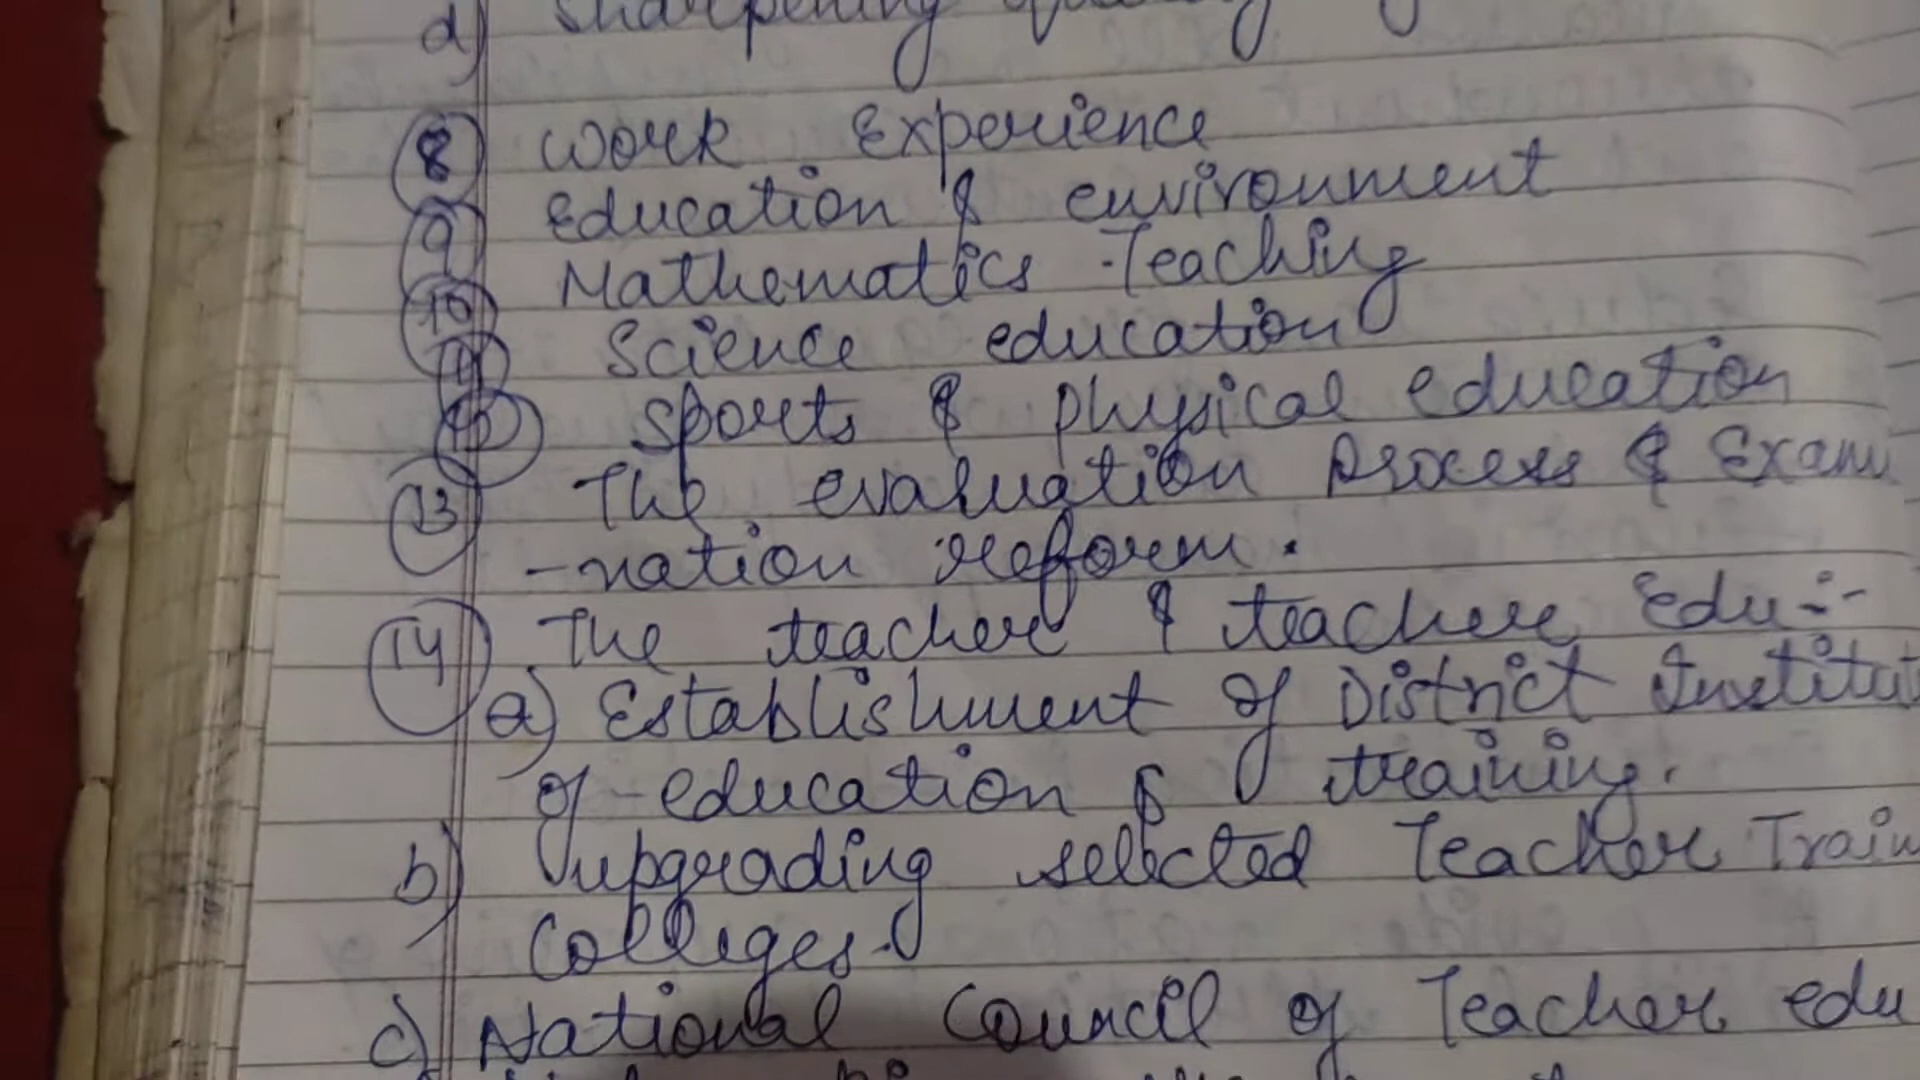 d) sharpening
8 Work Experience
9 Education & environment
10 Mathematics Teaching
11 Science education
12 Sports & physical education
13 The evaluation process & Exami
-nation reform.
14 The teacher & teacher Edu:-
a) Establishment of District Institut
of education & training.
b) upgrading selected Teacher Train
Colleges.
c) National Council of Teacher edu